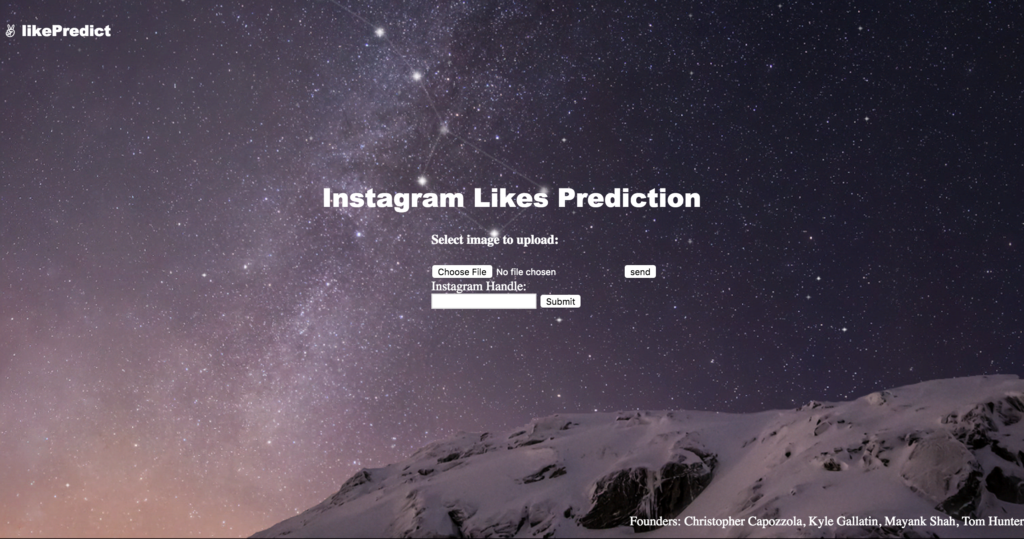 ✌ likePredict
Instagram Likes Prediction
Select image to upload:
Choose File No file chosen send
Instagram Handle:
Submit
Founders: Christopher Capozzola, Kyle Gallatin, Mayank Shah, Tom Hunter